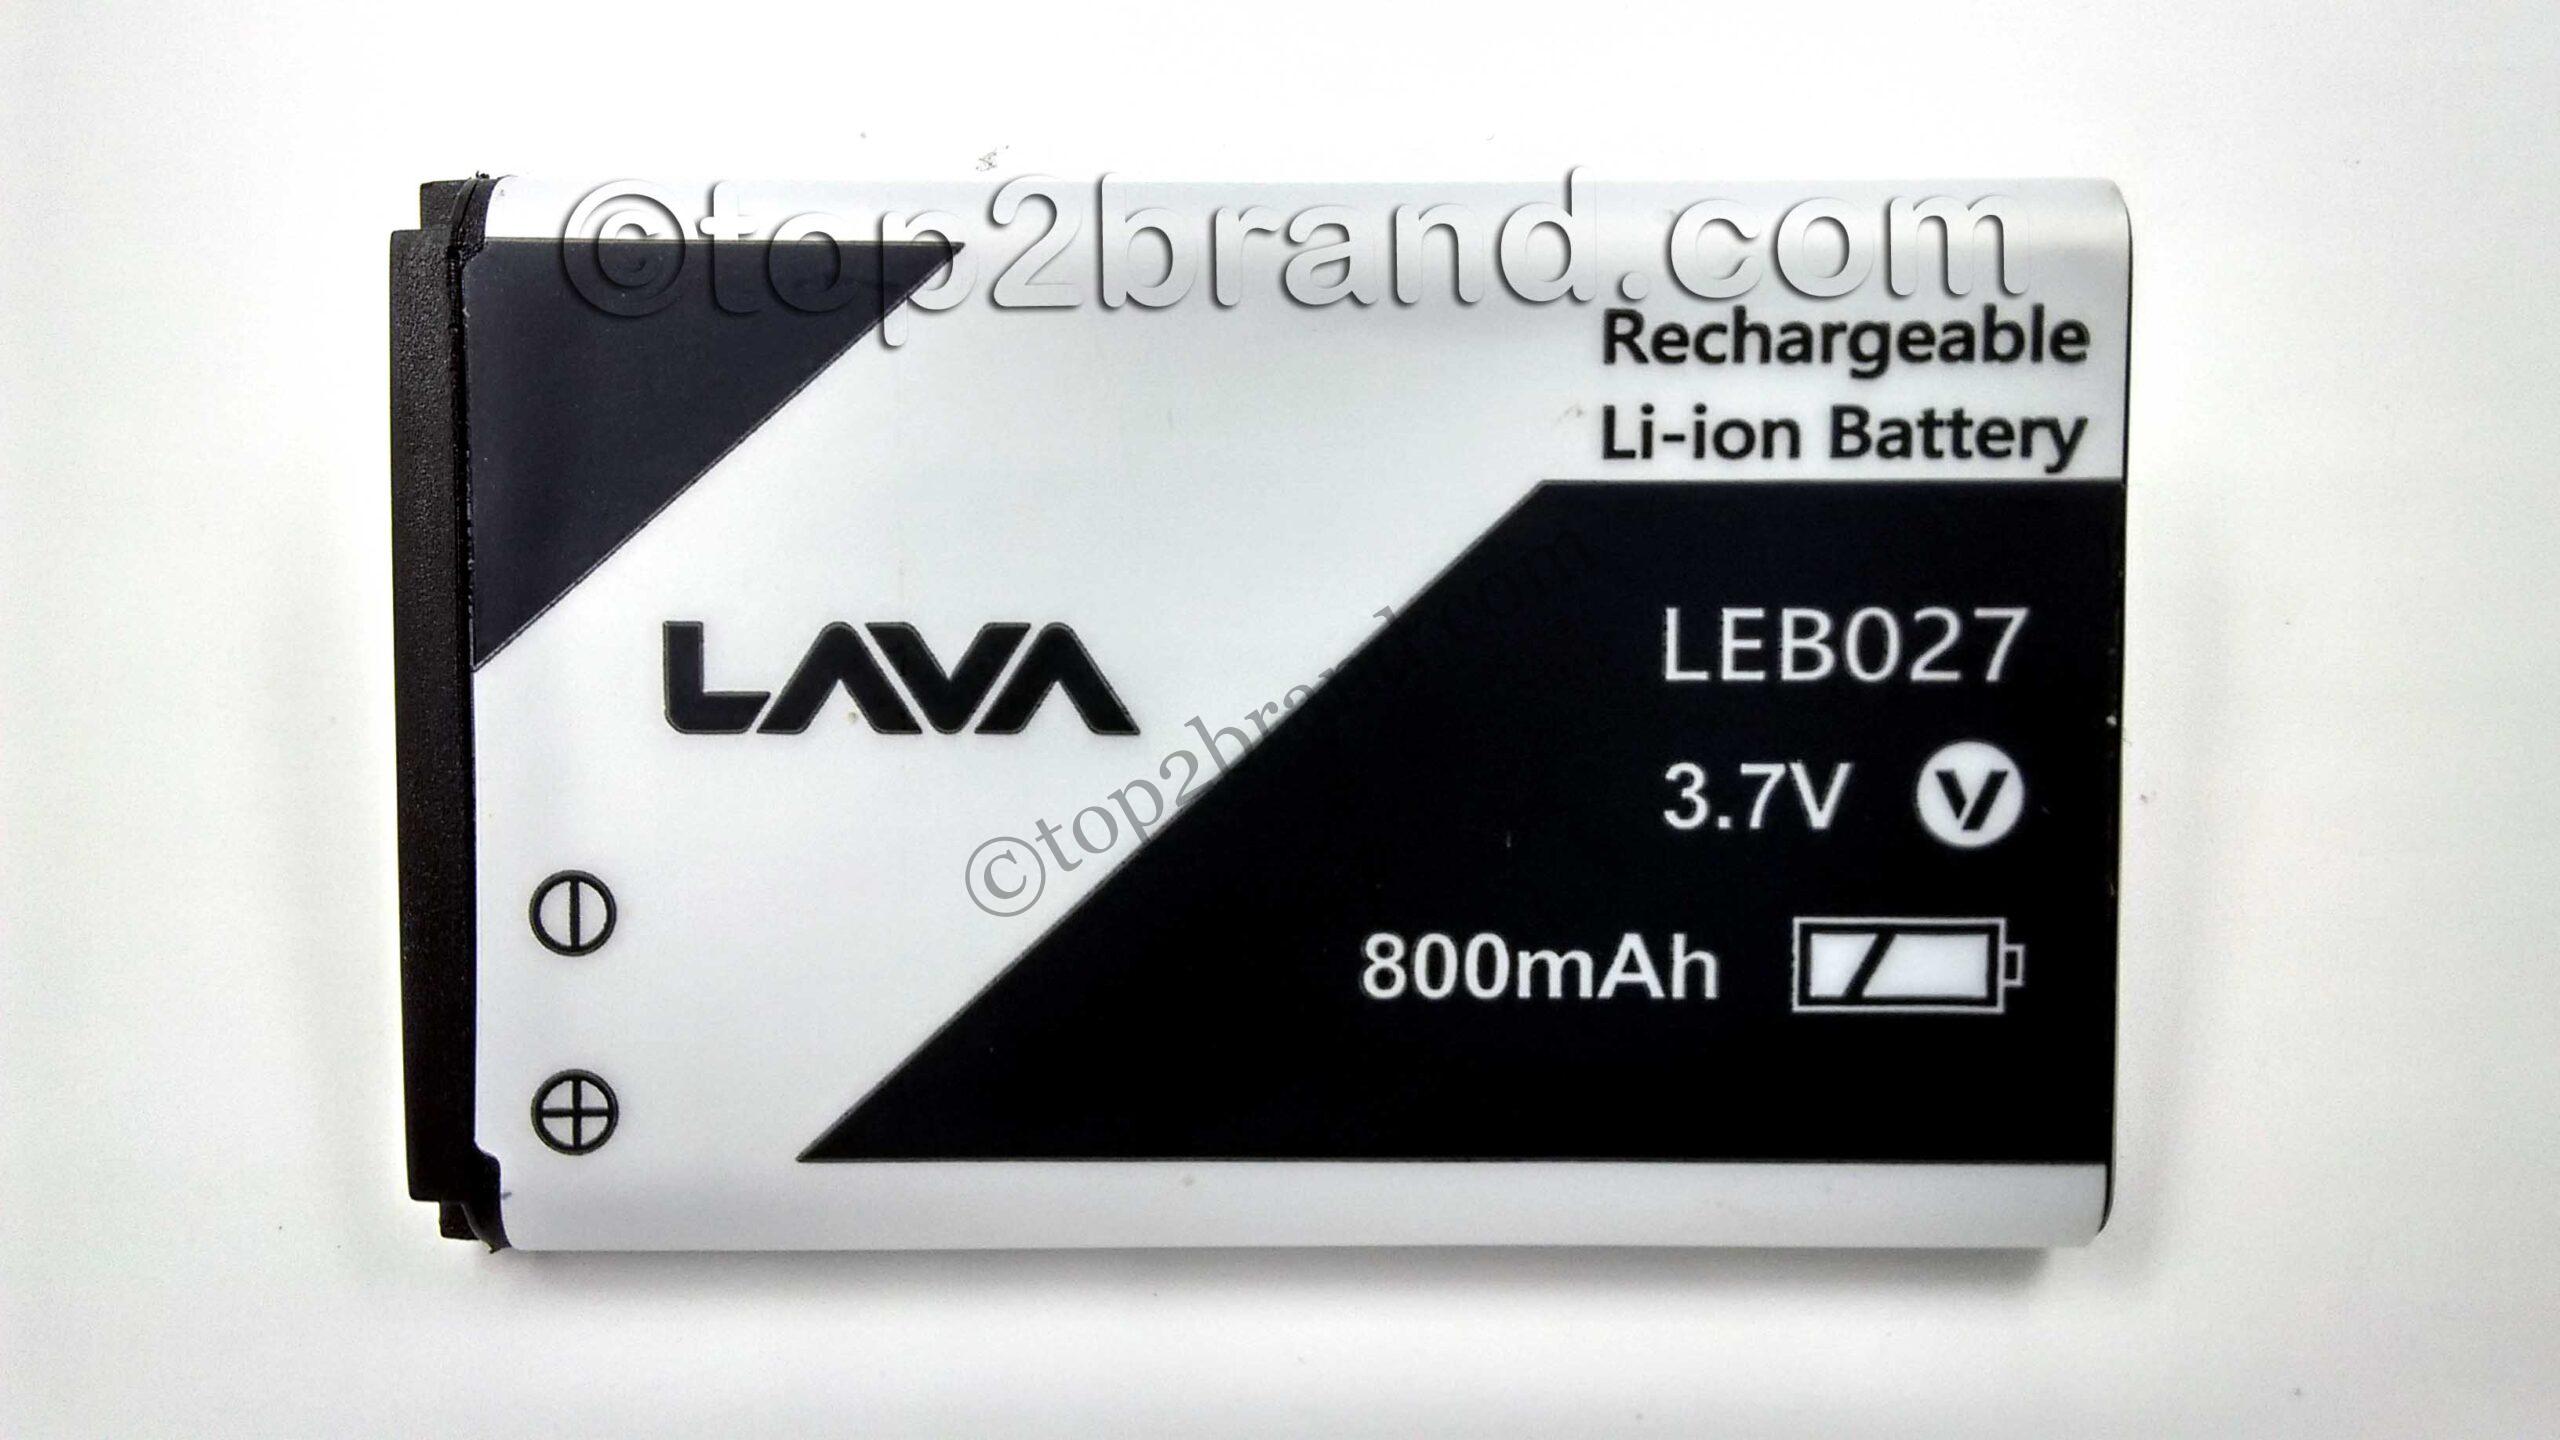 ©top2brand.com
Rechargeable
Li-ion Battery
LAVA
LEB027
3.7V
800mAh
©top2brand.com